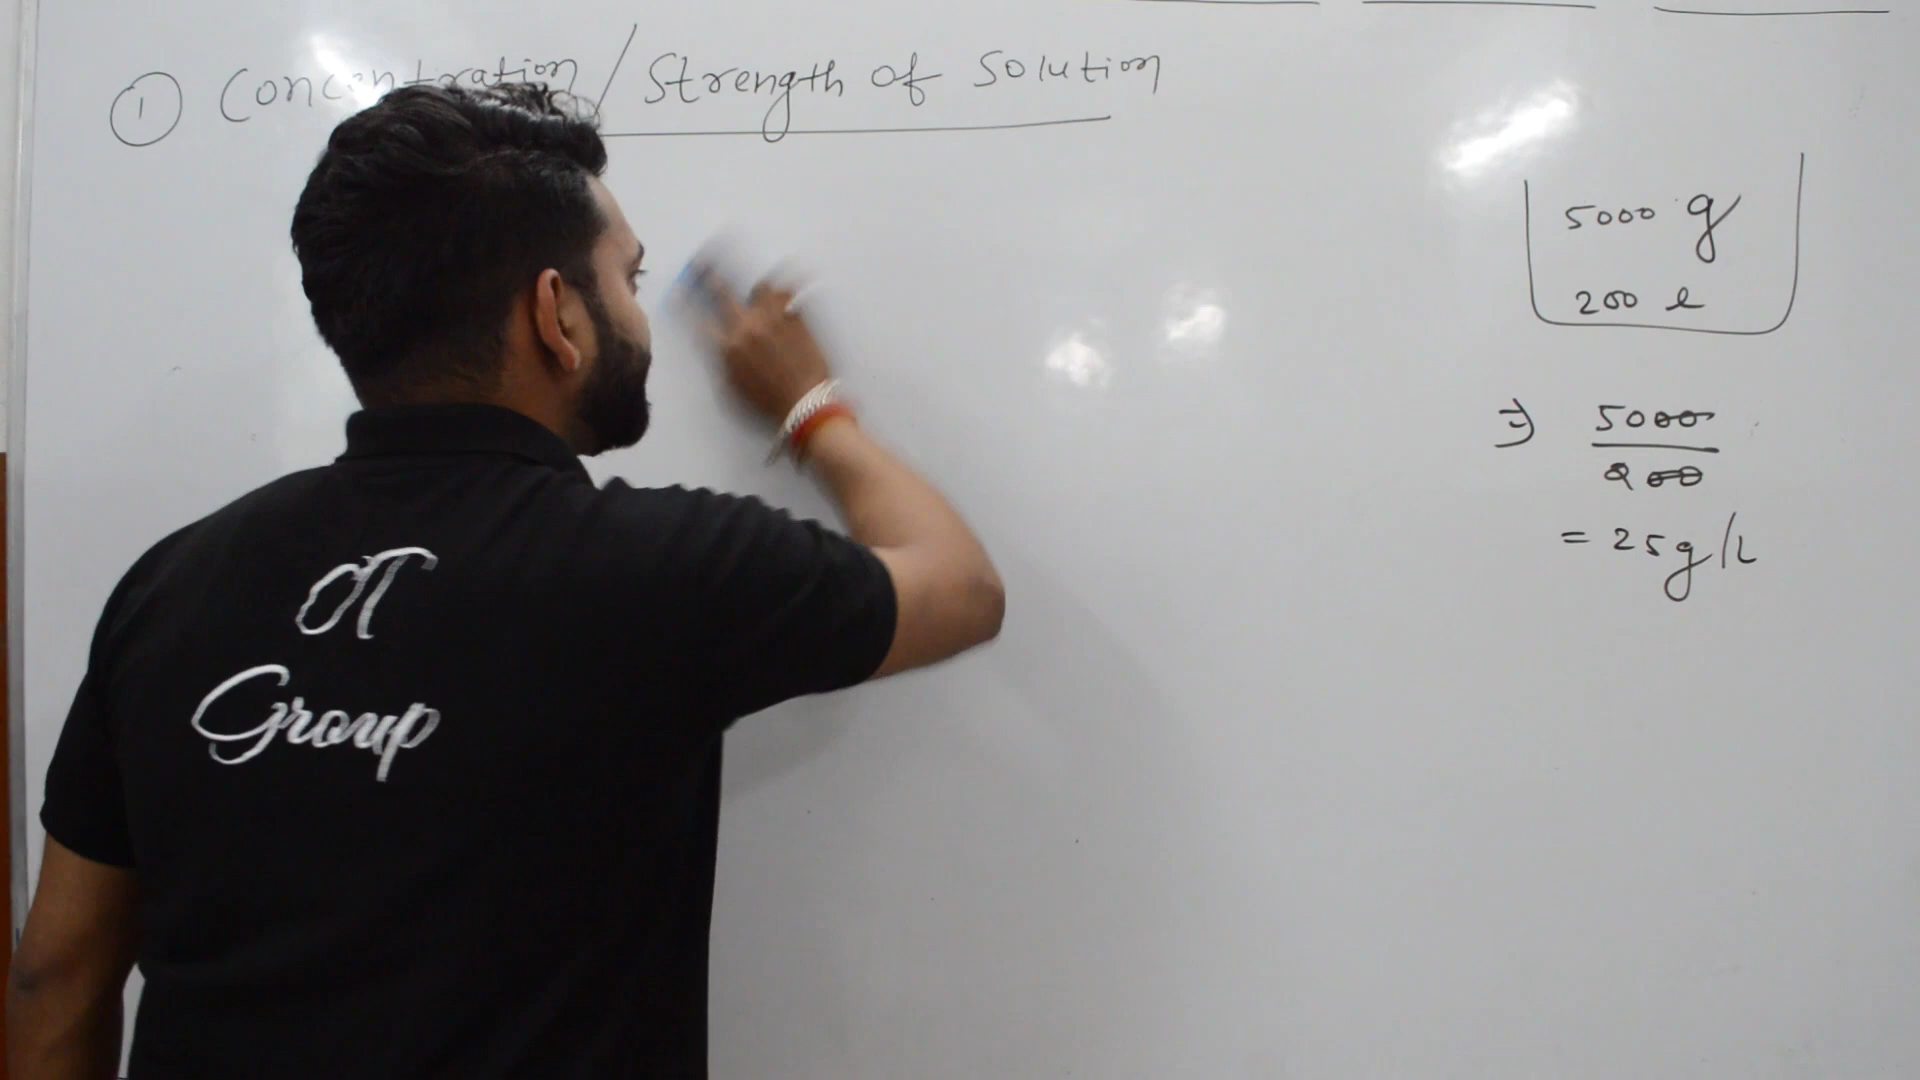 ① Concentration / Strength of Solution
5000 g
200 l
⇒ 5000
200
= 25 g/L
OT
Group